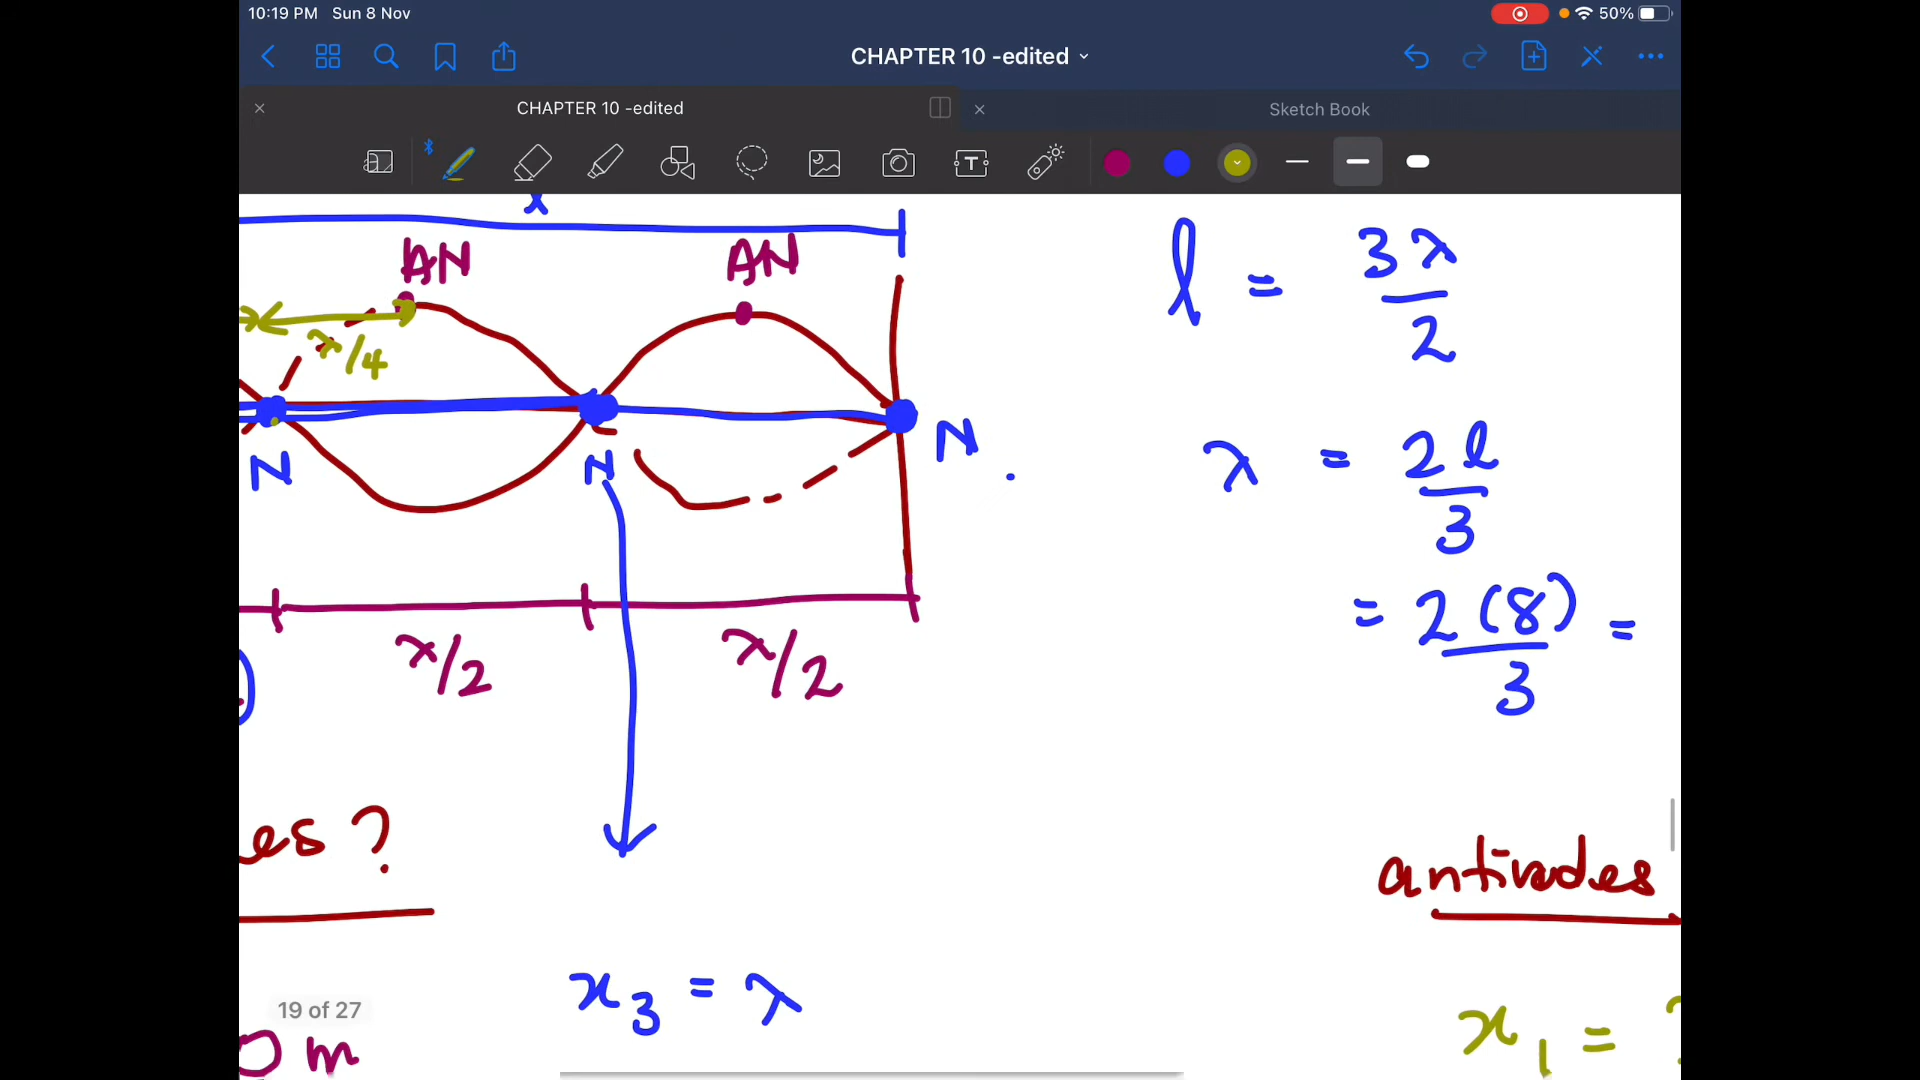 10:19 PM Sun 8 Nov
50%
CHAPTER 10 -edited
CHAPTER 10 -edited
Sketch Book
T
AN
AN
λ/4
N
N
N
.
λ/2
λ/2
l = 3λ/2
λ = 2l/3
= 2(8)/3 =
es ?
antinodes
x₃ = λ
x₁ =
19 of 27
0 m